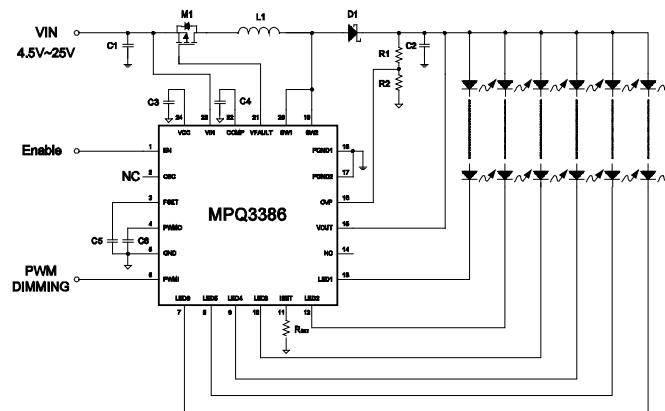 M1
L1
D1
VIN
4.5V~25V
C1
R1
C2
R2
C3
C4
24
23
22
21
20
19
VCC
VIN
COMP
VFAULT
SW1
SW2
Enable
1
EN
PGND1
18
NC
2
OSC
PGND2
17
3
FSET
OVP
16
MPQ3386
C5
C6
4
PWMO
VOUT
15
5
GND
NC
14
PWM
DIMMING
6
PWMI
LED1
13
LED6
LED5
LED4
LED3
ISET
LED2
7
8
9
10
11
12
RSET